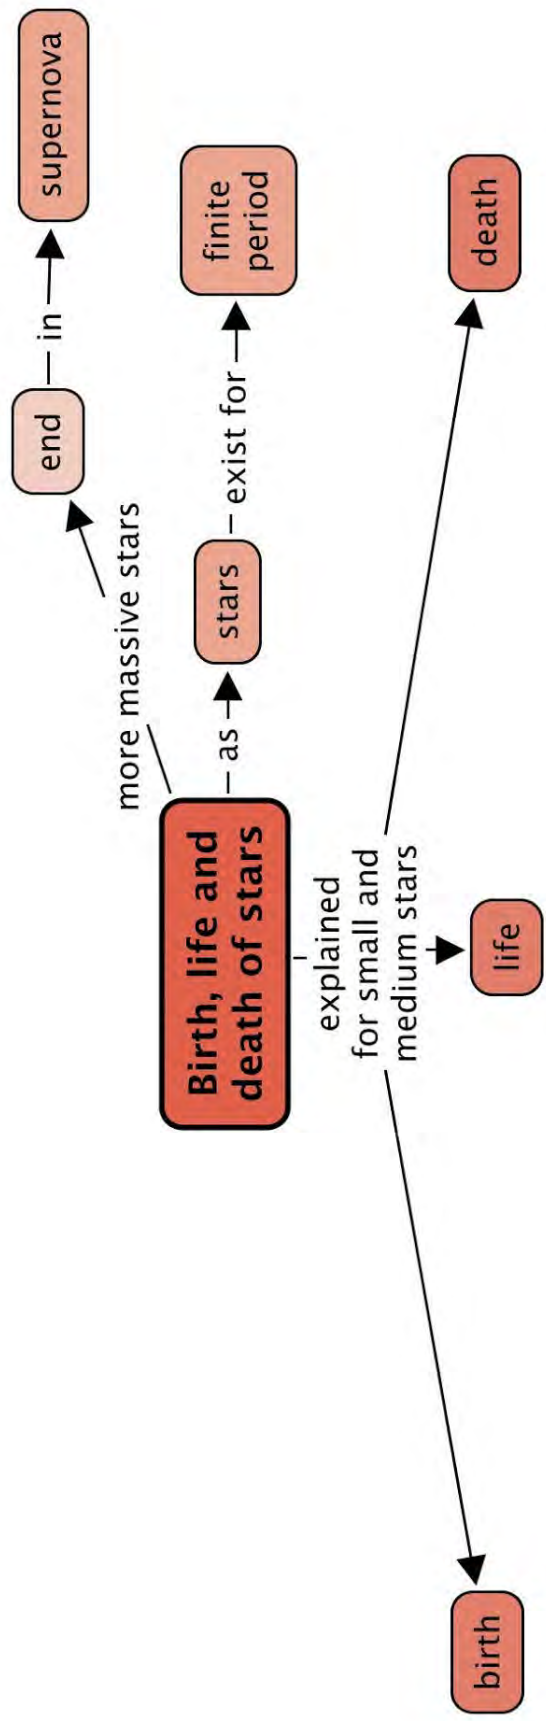 more massive stars
end
in
supernova
Birth, life and
death of stars
as
stars
exist for
finite
period
explained
for small and
medium stars
birth
life
death